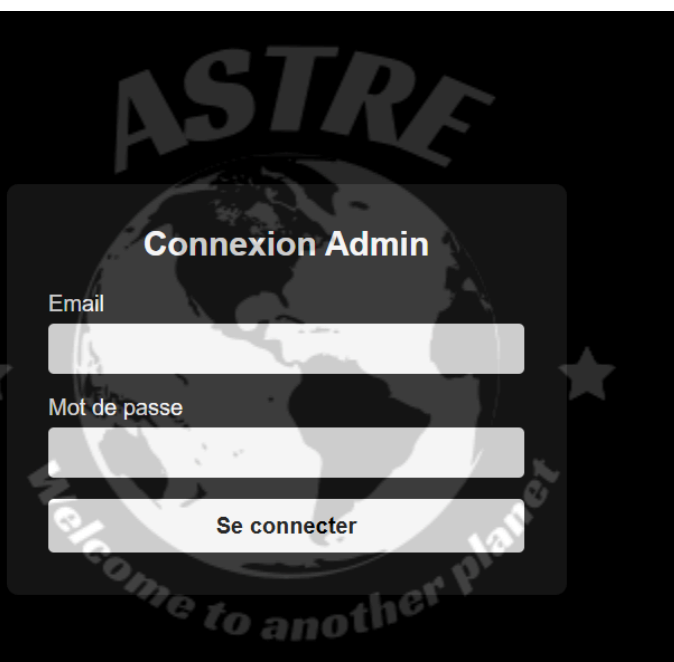 ASTRE
Connexion Admin
Email
Mot de passe
Se connecter
Welcome to another planet